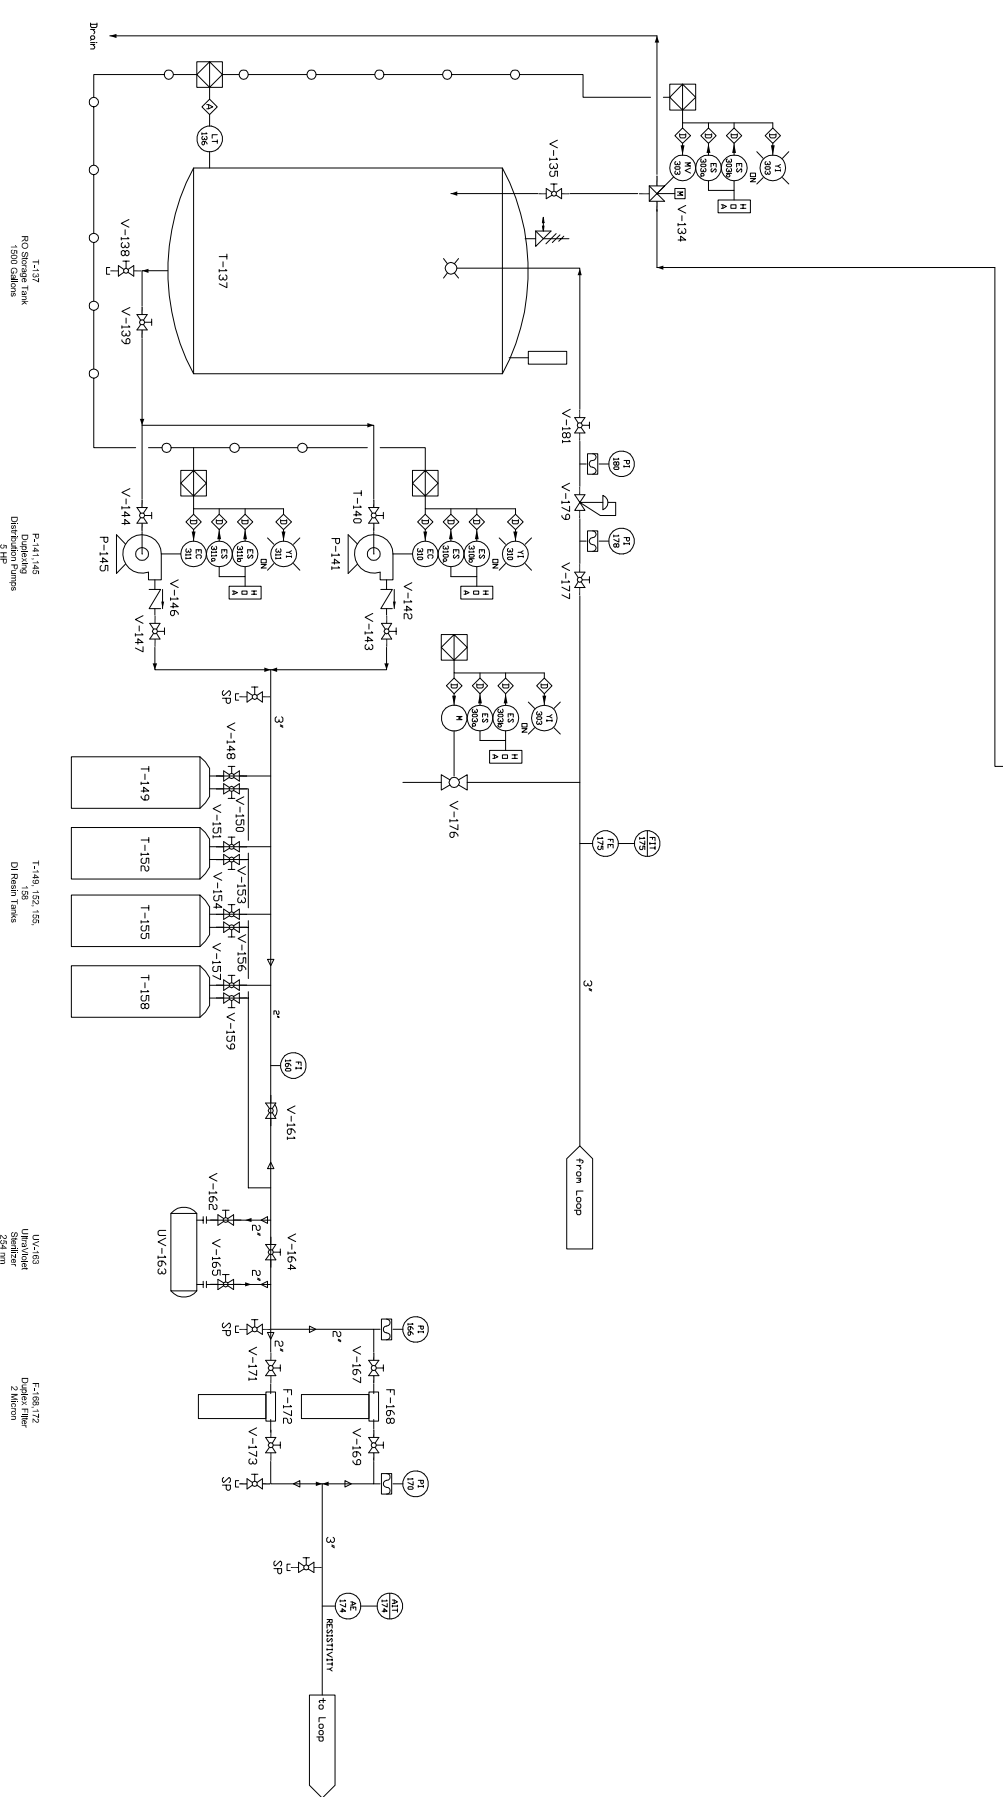 Drain
YI
303
ES
303b
ES
303a
MV
303
ON
H
O
A
M
V-134
V-135
A
LT
136
D
D
D
D
T-137
V-138
V-139
V-181
PI
180
V-179
PI
178
V-177
V-144
P-145
V-146
V-147
D
D
D
D
EC
311
ES
311a
ES
311b
YI
311
ON
H
O
A
T-140
P-141
V-142
V-143
D
D
D
D
EC
310
ES
310a
ES
310b
YI
310
ON
H
O
A
D
D
D
D
M
ES
303a
ES
303b
YI
303
ON
H
O
A
V-176
FE
175
FIT
175
3"
from Loop
SP
3"
V-148
V-150
T-149
V-151
V-153
T-152
V-154
V-156
T-155
V-157
V-159
T-158
2"
FI
160
V-161
V-162
2"
V-164
V-165
2"
UV-163
SP
2"
2"
PI
166
V-171
V-167
F-172
F-168
V-173
V-169
SP
PI
170
3"
SP
AE
174
AIT
174
RESISTIVITY
to Loop
T-137
RO Storage Tank
1500 Gallons
P-141,145
Duplexing
Distribution Pumps
5 HP
T-149, 152, 155,
158
DI Resin Tanks
UV-163
UltraViolet
Sterilizer
254 nm
F-168,172
Duplex Filter
2 Micron